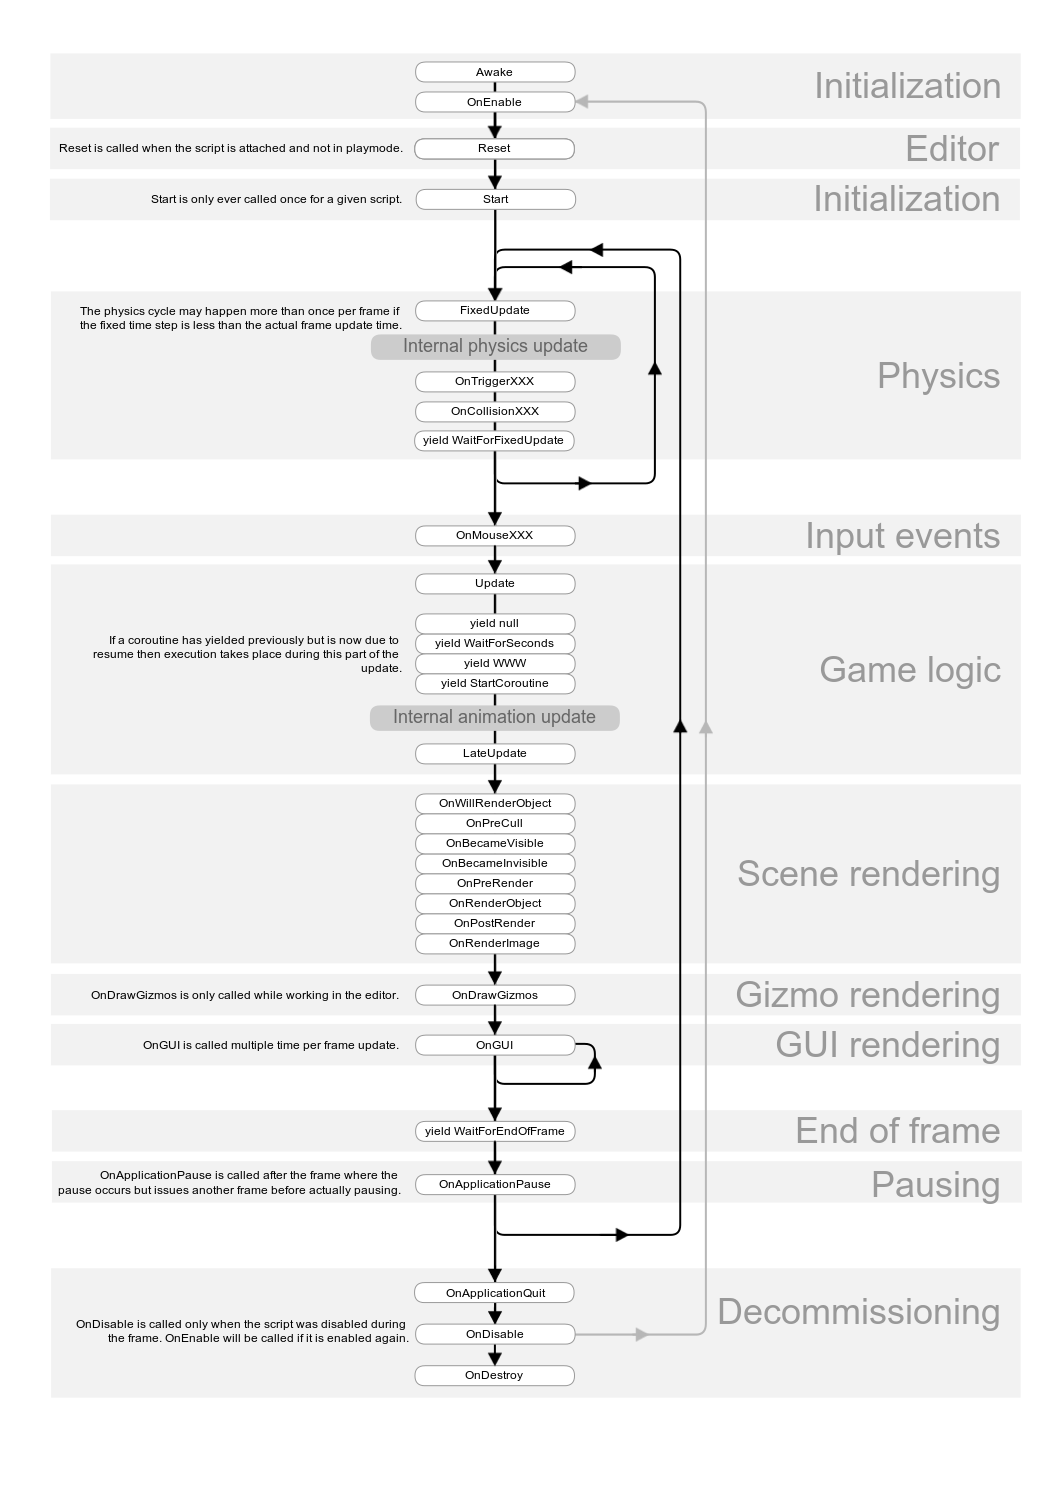 Awake
OnEnable
Initialization
Reset is called when the script is attached and not in playmode.
Reset
Editor
Start is only ever called once for a given script.
Start
Initialization
The physics cycle may happen more than once per frame if
the fixed time step is less than the actual frame update time.
FixedUpdate
Internal physics update
OnTriggerXXX
OnCollisionXXX
yield WaitForFixedUpdate
Physics
OnMouseXXX
Input events
Update
yield null
If a coroutine has yielded previously but is now due to
resume then execution takes place during this part of the
update.
yield WaitForSeconds
yield WWW
yield StartCoroutine
Internal animation update
LateUpdate
Game logic
OnWillRenderObject
OnPreCull
OnBecameVisible
OnBecameInvisible
OnPreRender
OnRenderObject
OnPostRender
OnRenderImage
Scene rendering
OnDrawGizmos is only called while working in the editor.
OnDrawGizmos
Gizmo rendering
OnGUI is called multiple time per frame update.
OnGUI
GUI rendering
yield WaitForEndOfFrame
End of frame
OnApplicationPause is called after the frame where the
pause occurs but issues another frame before actually pausing.
OnApplicationPause
Pausing
OnApplicationQuit
OnDisable is called only when the script was disabled during
the frame. OnEnable will be called if it is enabled again.
OnDisable
OnDestroy
Decommissioning